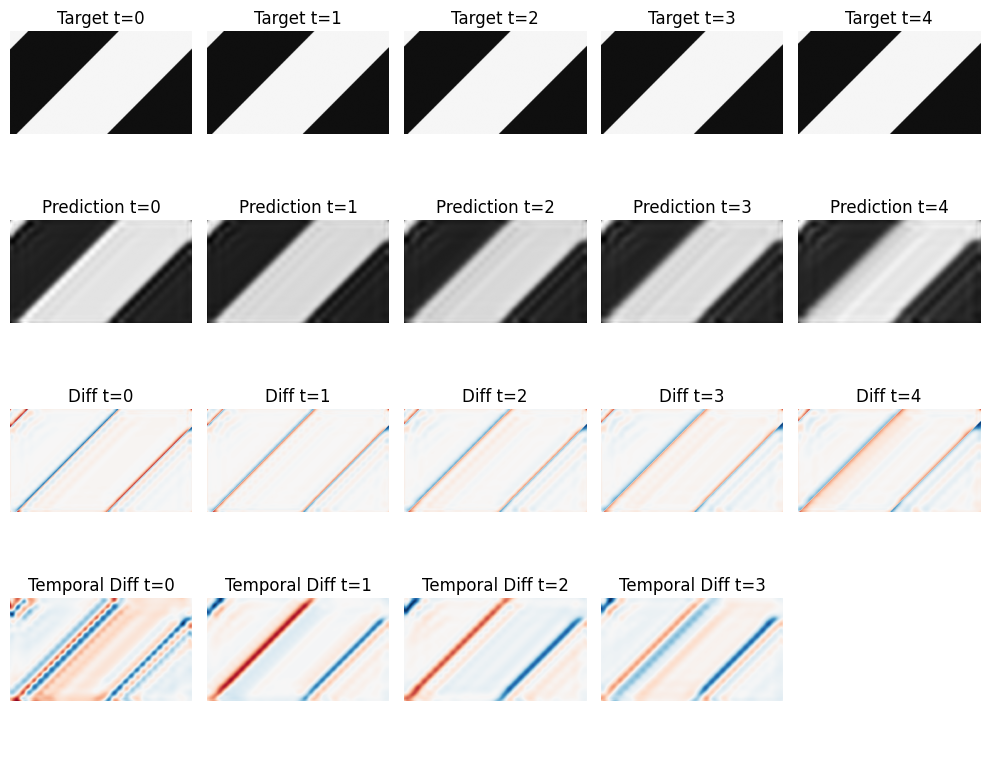 Target t=0 Target t=1 Target t=2 Target t=3 Target t=4
Prediction t=0 Prediction t=1 Prediction t=2 Prediction t=3 Prediction t=4
Diff t=0 Diff t=1 Diff t=2 Diff t=3 Diff t=4
Temporal Diff t=0 Temporal Diff t=1 Temporal Diff t=2 Temporal Diff t=3